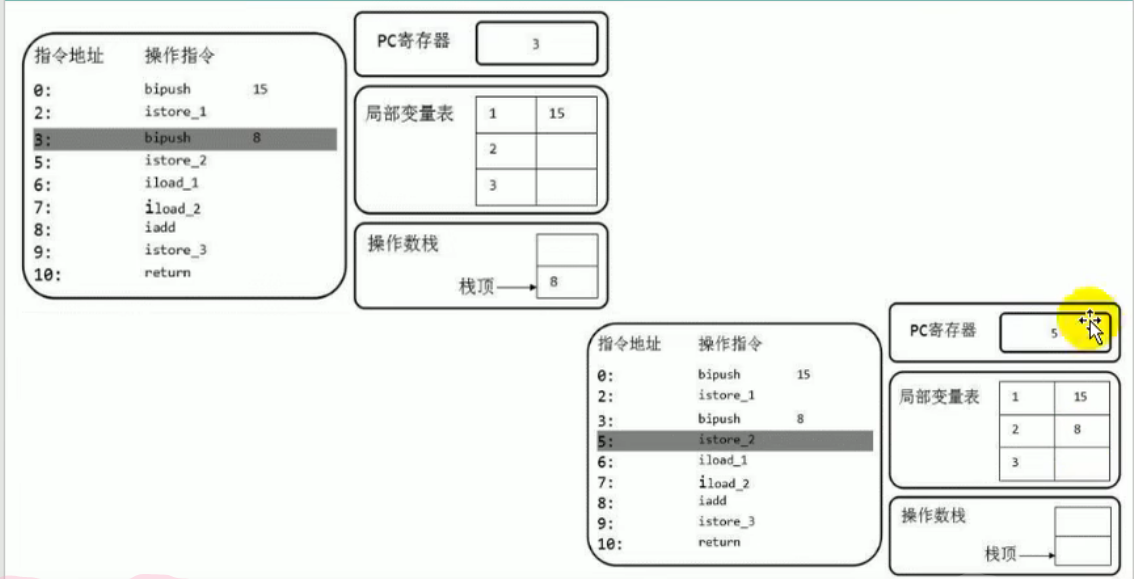 指令地址 操作指令
0: bipush 15
2: istore_1
3: bipush 8
5: istore_2
6: iload_1
7: iload_2
8: iadd
9: istore_3
10: return
PC寄存器 3
局部变量表 1 15
2
3
操作数栈
栈顶 8
指令地址 操作指令
0: bipush 15
2: istore_1
3: bipush 8
5: istore_2
6: iload_1
7: iload_2
8: iadd
9: istore_3
10: return
PC寄存器 5
局部变量表 1 15
2 8
3
操作数栈
栈顶